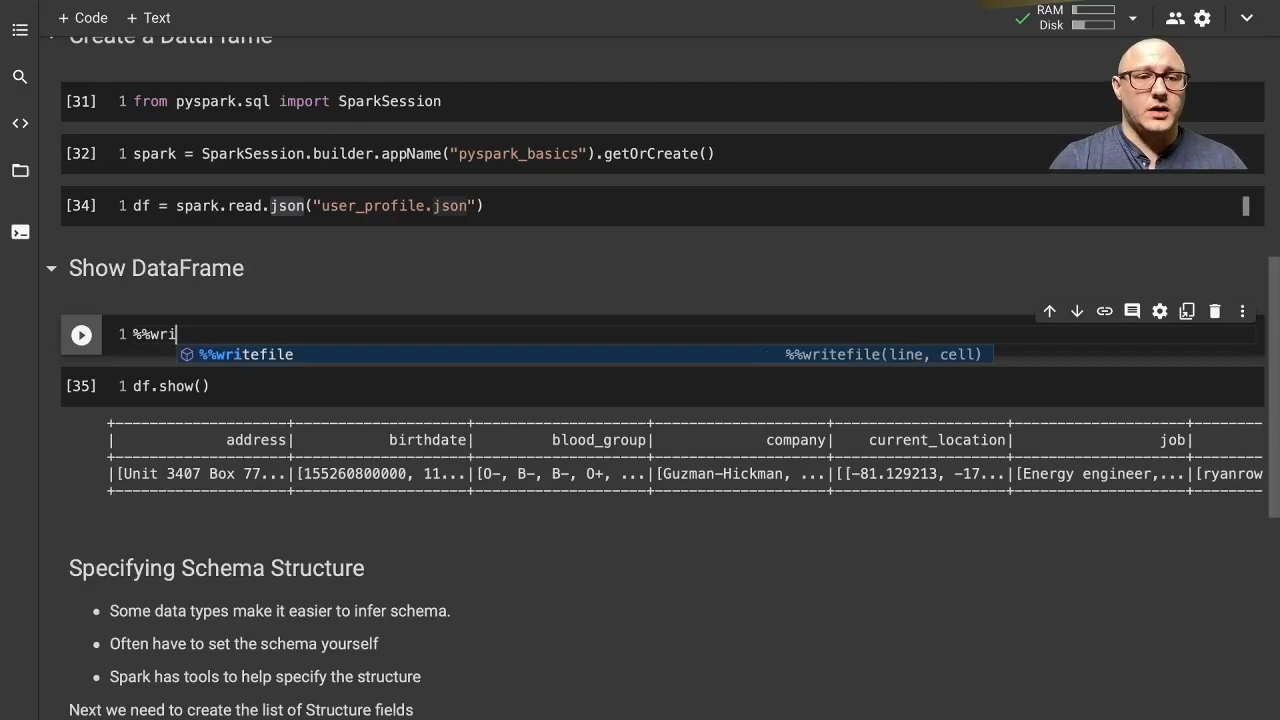 + Code + Text
RAM
Disk
Create a DataFrame
[31] 1 from pyspark.sql import SparkSession
[32] 1 spark = SparkSession.builder.appName("pyspark_basics").getOrCreate()
[34] 1 df = spark.read.json("user_profile.json")
Show DataFrame
1 %%wri
%%writefile %%writefile(line, cell)
[35] 1 df.show()
+--------------------+--------------------+--------------------+--------------------+--------------------+--------------------+--------
| address| birthdate| blood_group| company| current_location| job|
+--------------------+--------------------+--------------------+--------------------+--------------------+--------------------+--------
|[Unit 3407 Box 77...|[155260800000, 11...|[O-, B-, B-, O+, ...|[Guzman-Hickman, ...|[[-81.129213, -17...|[Energy engineer,...|[ryanrow
+--------------------+--------------------+--------------------+--------------------+--------------------+--------------------+--------
Specifying Schema Structure
• Some data types make it easier to infer schema.
• Often have to set the schema yourself
• Spark has tools to help specify the structure
Next we need to create the list of Structure fields